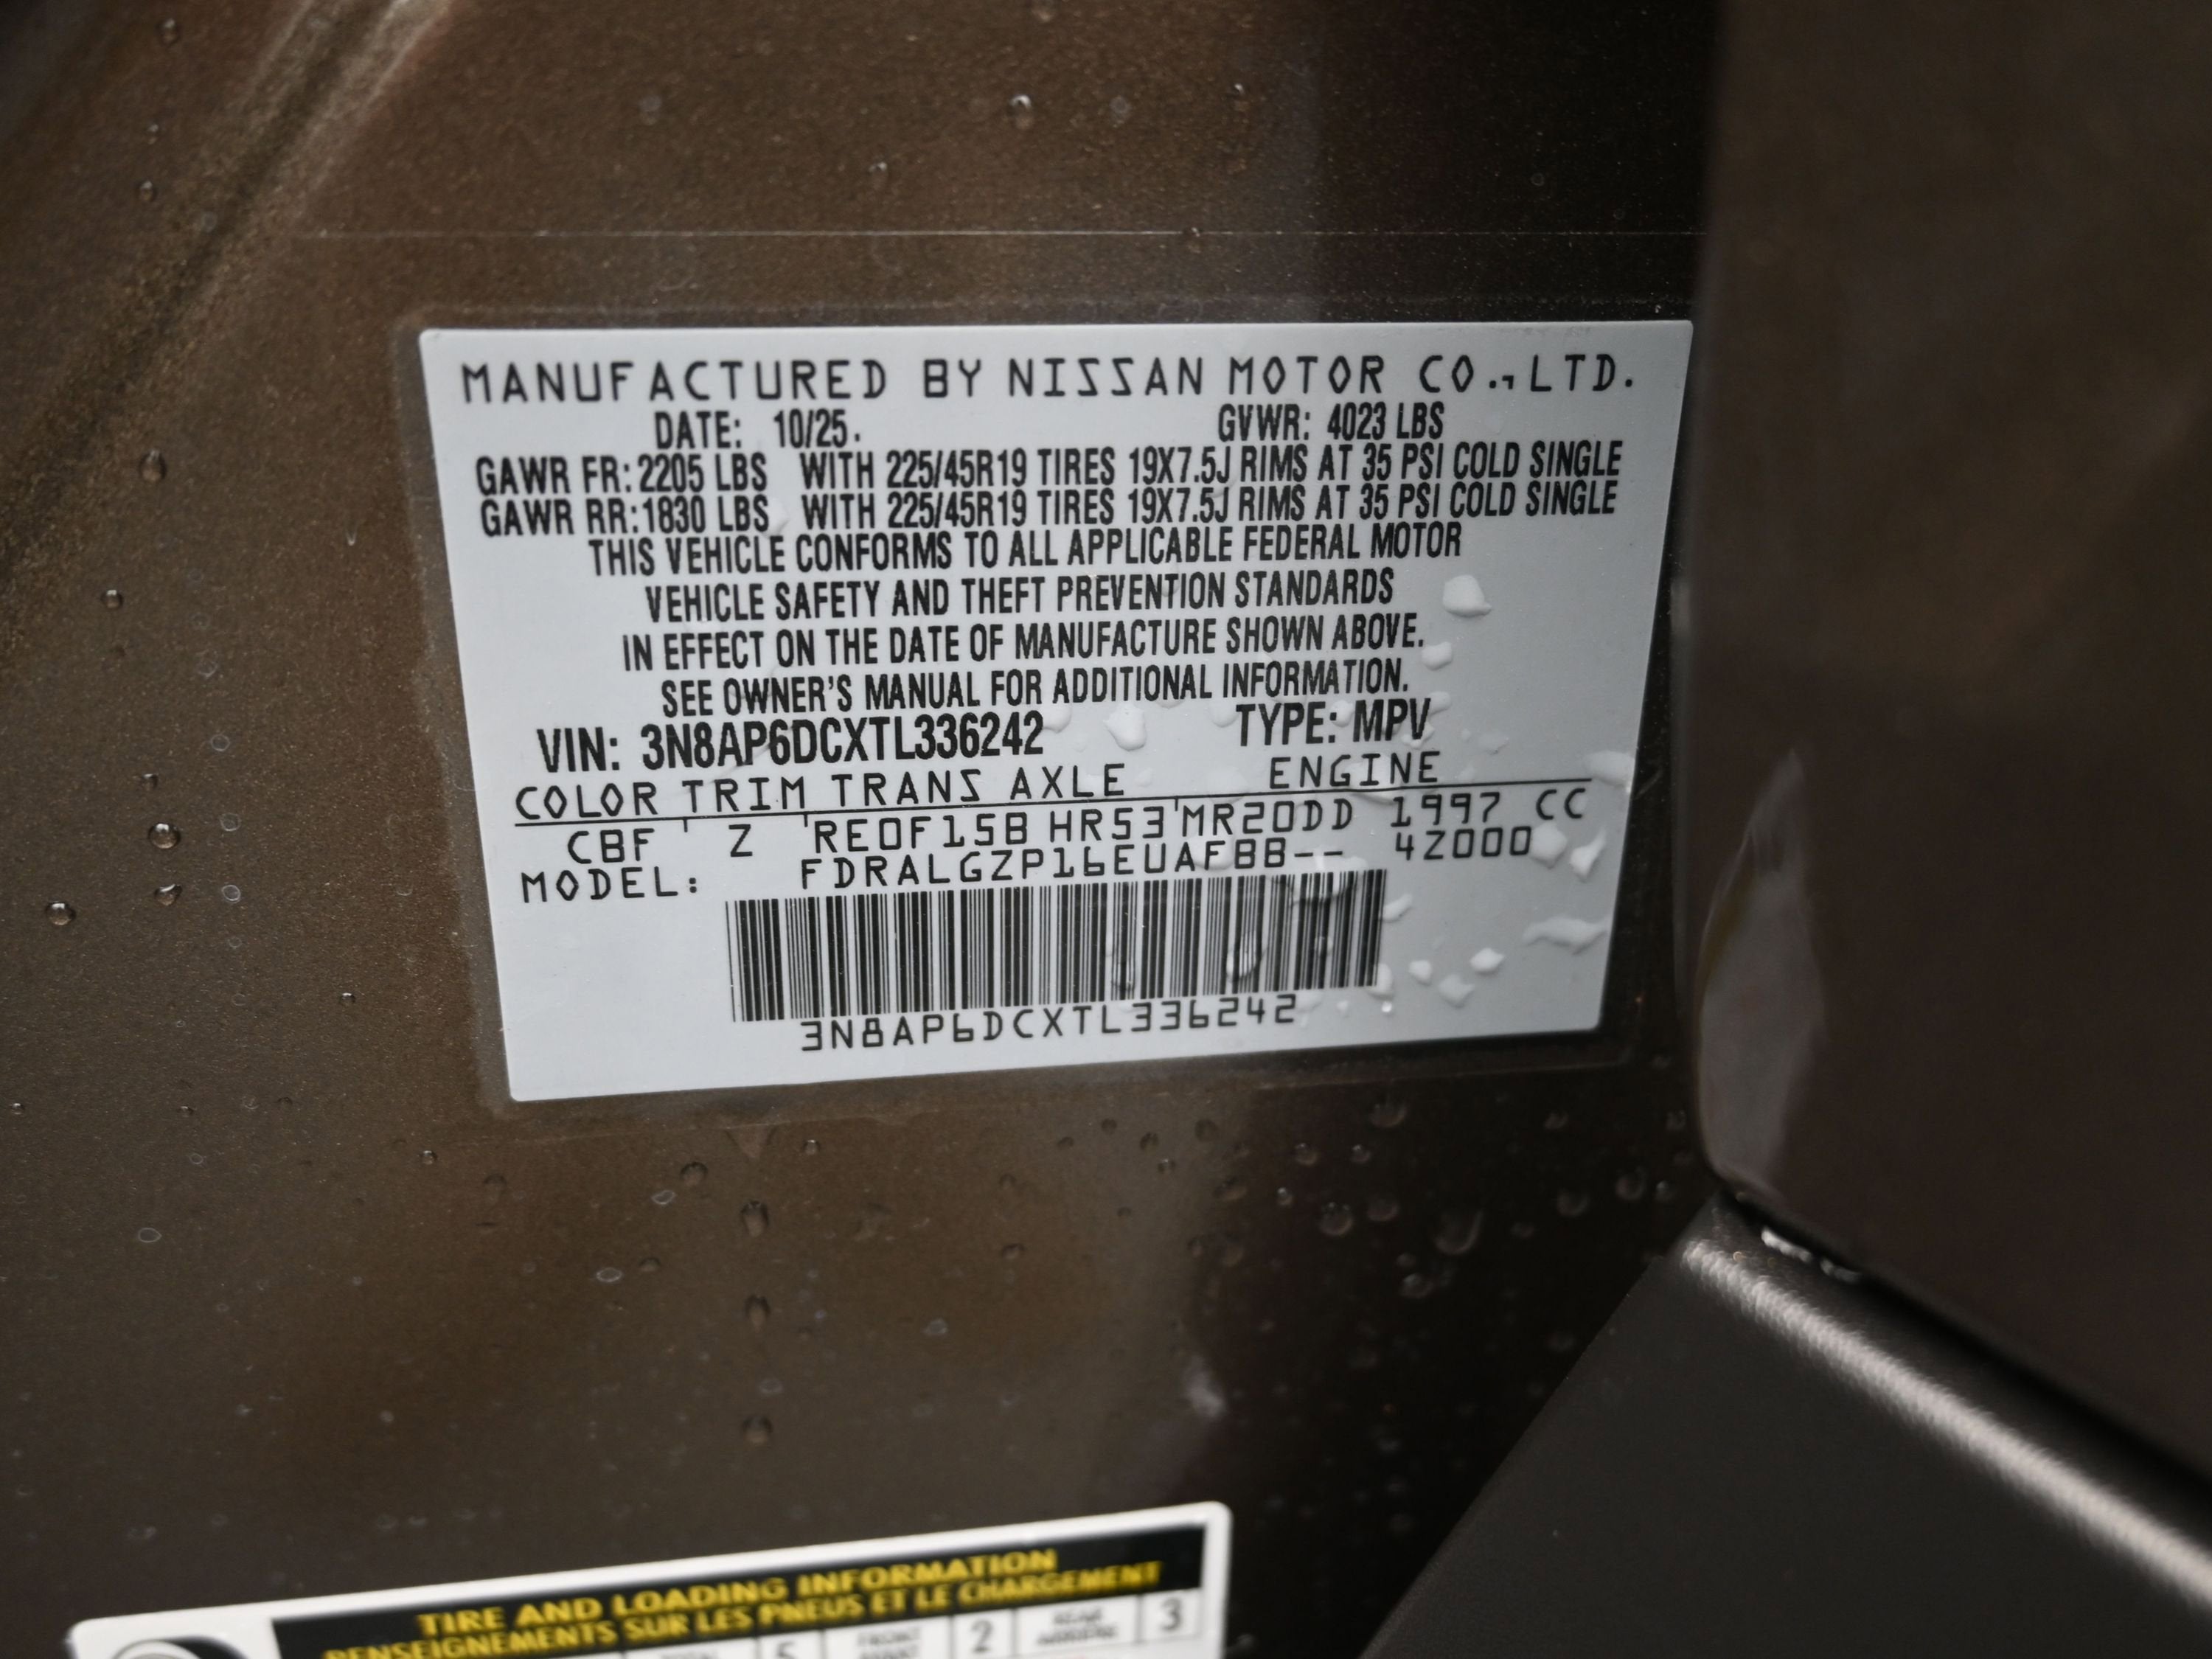 MANUFACTURED BY NISSAN MOTOR CO.,LTD.
DATE: 10/25. GVWR: 4023 LBS
GAWR FR: 2205 LBS WITH 225/45R19 TIRES 19X7.5J RIMS AT 35 PSI COLD SINGLE
GAWR RR: 1830 LBS WITH 225/45R19 TIRES 19X7.5J RIMS AT 35 PSI COLD SINGLE
THIS VEHICLE CONFORMS TO ALL APPLICABLE FEDERAL MOTOR
VEHICLE SAFETY AND THEFT PREVENTION STANDARDS
IN EFFECT ON THE DATE OF MANUFACTURE SHOWN ABOVE.
SEE OWNER'S MANUAL FOR ADDITIONAL INFORMATION.
VIN: 3N8AP6DCXTL336242 TYPE: MPV
COLOR TRIM TRANS AXLE ENGINE
CBF Z RE0F15B HR53 MR20DD 1997 CC
MODEL: FDRALGZP16EUAFBB-- 4Z000
3N8AP6DCXTL336242
TIRE AND LOADING INFORMATION
RENSEIGNEMENTS SUR LES PNEUS ET LE CHARGEMENT
5 2 3